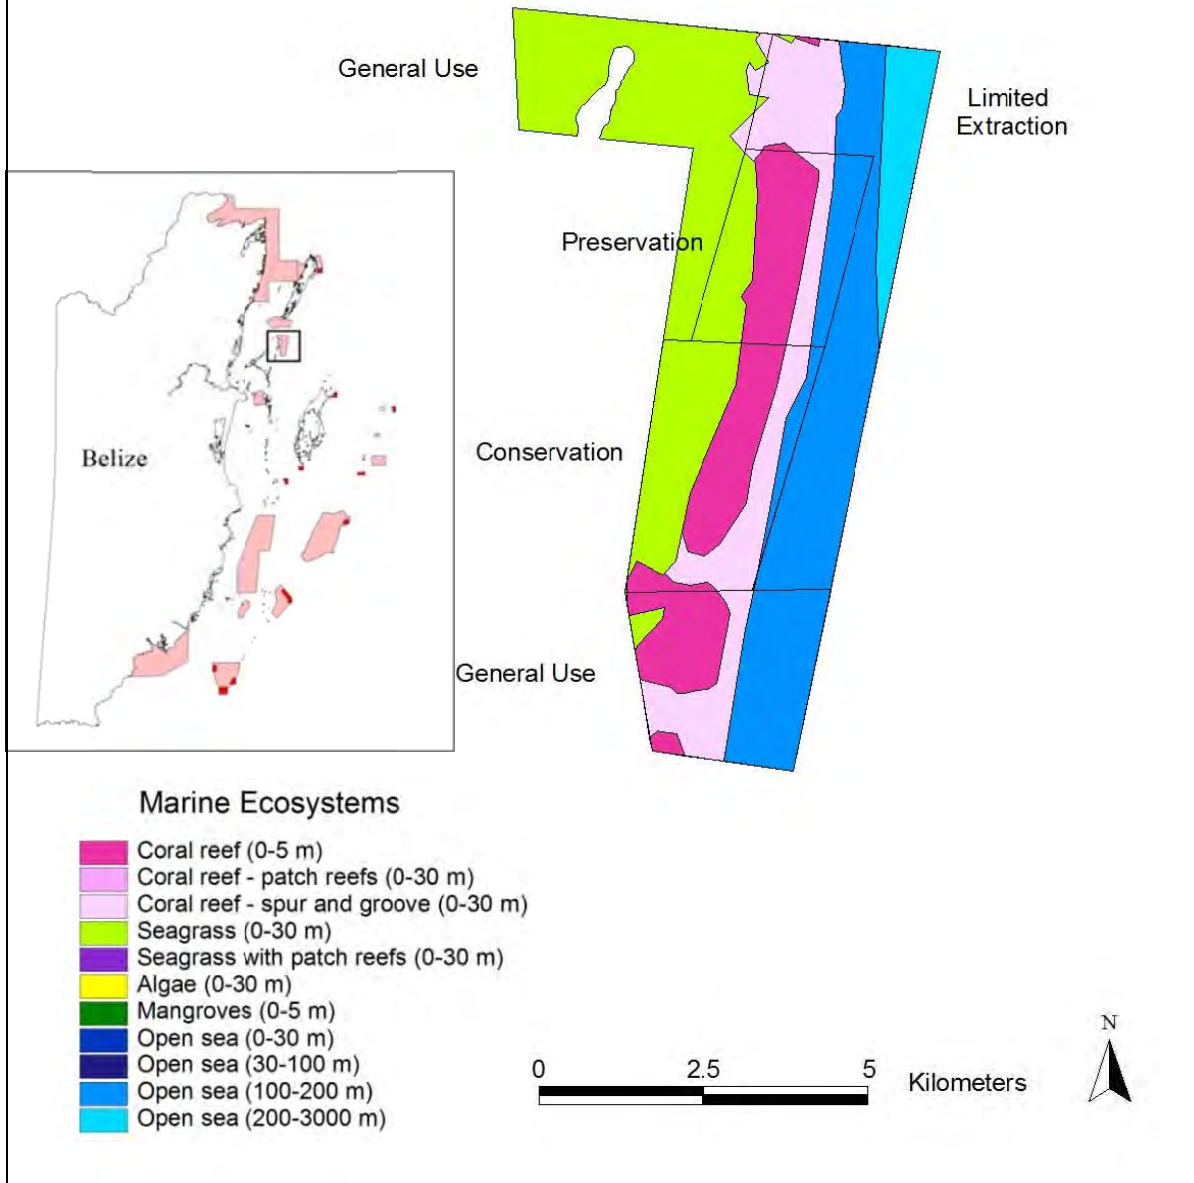 General Use
Limited
Extraction
Preservation
Belize
Conservation
General Use
Marine Ecosystems
Coral reef (0-5 m)
Coral reef - patch reefs (0-30 m)
Coral reef - spur and groove (0-30 m)
Seagrass (0-30 m)
Seagrass with patch reefs (0-30 m)
Algae (0-30 m)
Mangroves (0-5 m)
Open sea (0-30 m)
Open sea (30-100 m)
Open sea (100-200 m)
Open sea (200-3000 m)
0 2.5 5
Kilometers
N